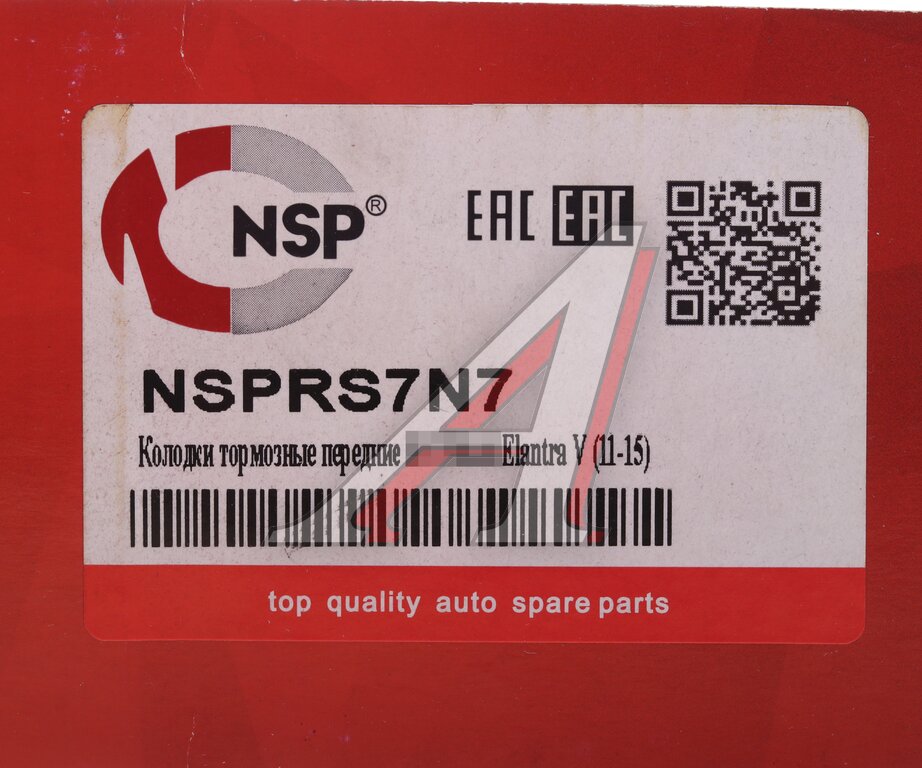 NSP®
EAC EAC
NSPRS7N7
Колодки тормозные передние Elantra V (11-15)
top quality auto spare parts